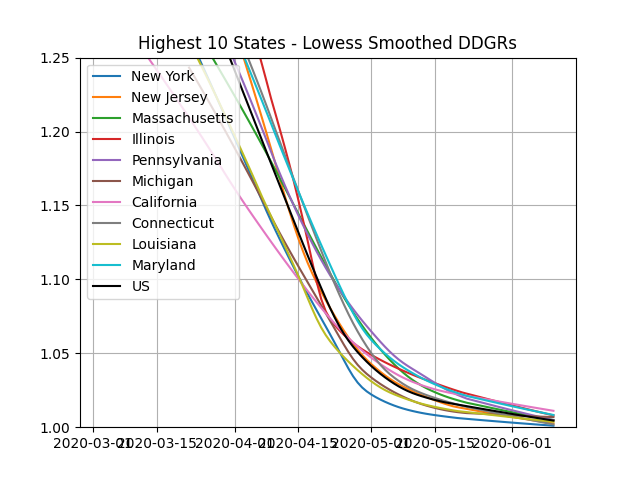 Highest 10 States - Lowess Smoothed DDGRs
1.25
1.20
1.15
1.10
1.05
1.00
New York
New Jersey
Massachusetts
Illinois
Pennsylvania
Michigan
California
Connecticut
Louisiana
Maryland
US
2020-03-01 2020-03-15 2020-04-01 2020-04-15 2020-05-01 2020-05-15 2020-06-01